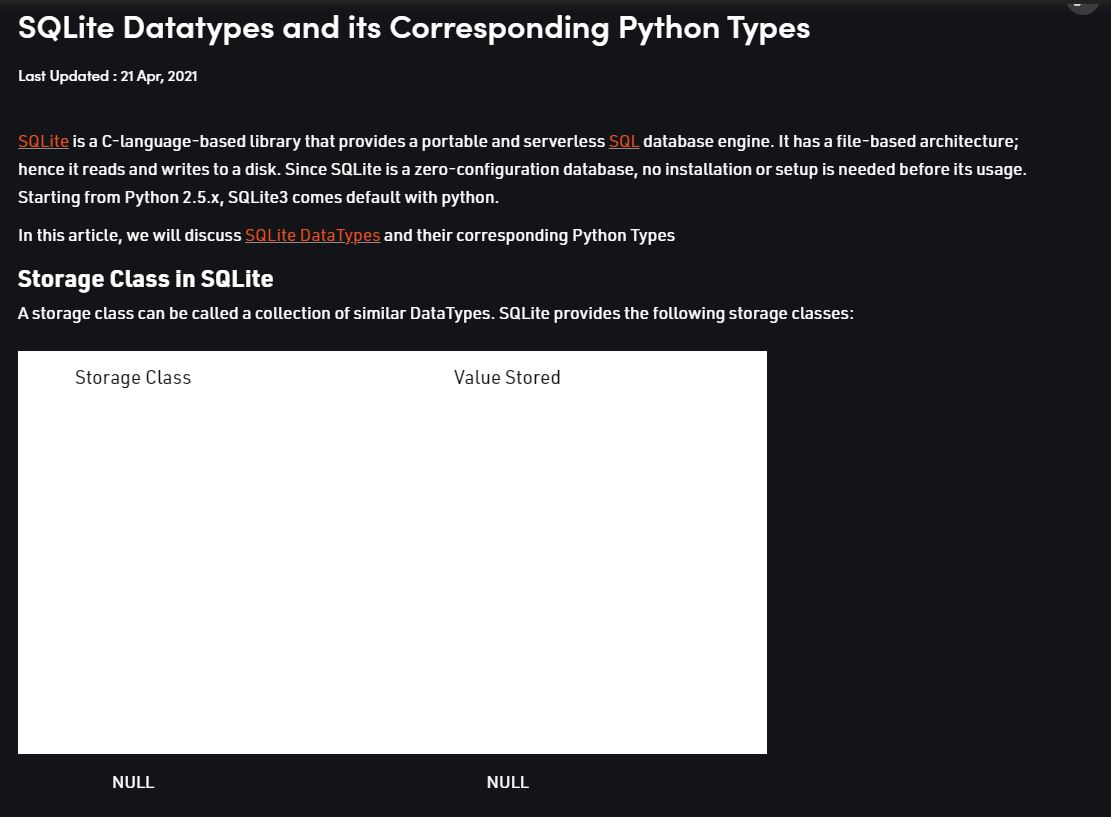 SQLite Datatypes and its Corresponding Python Types
Last Updated : 21 Apr, 2021
SQLite is a C-language-based library that provides a portable and serverless SQL database engine. It has a file-based architecture;
hence it reads and writes to a disk. Since SQLite is a zero-configuration database, no installation or setup is needed before its usage.
Starting from Python 2.5.x, SQLite3 comes default with python.
In this article, we will discuss SQLite DataTypes and their corresponding Python Types
Storage Class in SQLite
A storage class can be called a collection of similar DataTypes. SQLite provides the following storage classes:
Storage Class Value Stored
NULL NULL